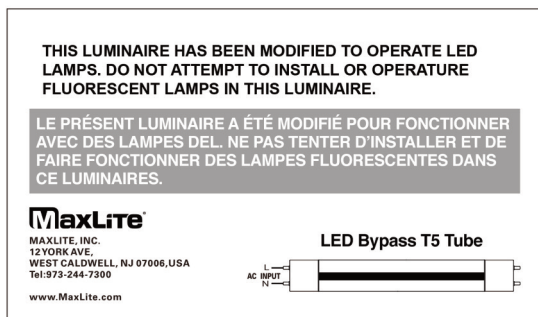 THIS LUMINAIRE HAS BEEN MODIFIED TO OPERATE LED
LAMPS. DO NOT ATTEMPT TO INSTALL OR OPERATURE
FLUORESCENT LAMPS IN THIS LUMINAIRE.
LE PRÉSENT LUMINAIRE A ÉTÉ MODIFIÉ POUR FONCTIONNER
AVEC DES LAMPES DEL. NE PAS TENTER D'INSTALLER ET DE
FAIRE FONCTIONNER DES LAMPES FLUORESCENTES DANS
CE LUMINAIRES.
MaxLite®
MAXLITE, INC.
12 YORK AVE,
WEST CALDWELL, NJ 07006,USA
Tel:973-244-7300
www.MaxLite.com
LED Bypass T5 Tube
L
AC INPUT
N